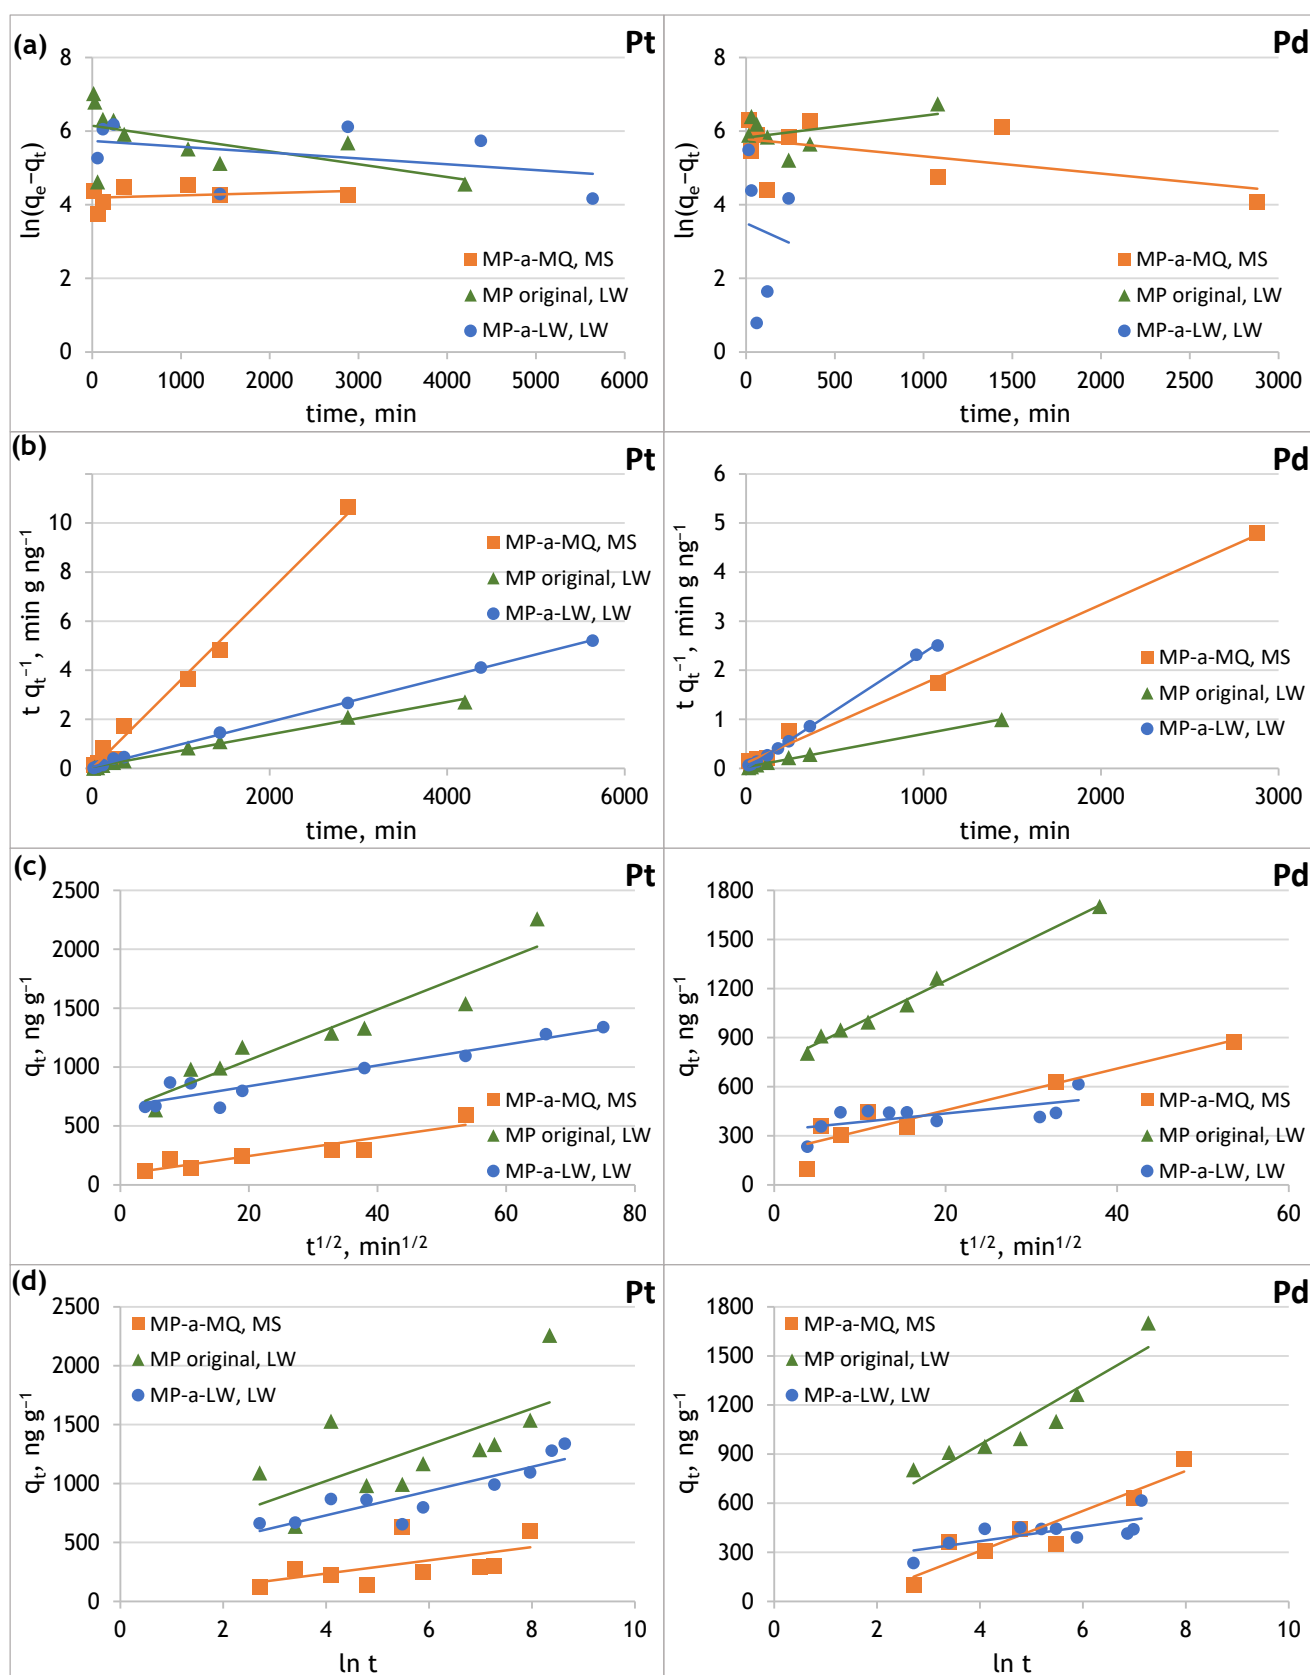 (a)
Pt
ln(qₑ−qₜ)
8
6
4
2
0
MP-a-MQ, MS
MP original, LW
MP-a-LW, LW
0 1000 2000 3000 4000 5000 6000
time, min
Pd
ln(qₑ−qₜ)
8
6
4
2
0
MP-a-MQ, MS
MP original, LW
MP-a-LW, LW
0 500 1000 1500 2000 2500 3000
time, min
(b)
Pt
t qₜ⁻¹, min g ng⁻¹
10
8
6
4
2
0
MP-a-MQ, MS
MP original, LW
MP-a-LW, LW
0 2000 4000 6000
time, min
Pd
t qₜ⁻¹, min g ng⁻¹
6
5
4
3
2
1
0
MP-a-MQ, MS
MP original, LW
MP-a-LW, LW
0 1000 2000 3000
time, min
(c)
Pt
qₜ, ng g⁻¹
2500
2000
1500
1000
500
0
MP-a-MQ, MS
MP original, LW
MP-a-LW, LW
0 20 40 60 80
t¹ᐟ², min¹ᐟ²
Pd
qₜ, ng g⁻¹
1800
1500
1200
900
600
300
0
MP-a-MQ, MS
MP original, LW
MP-a-LW, LW
0 20 40 60
t¹ᐟ², min¹ᐟ²
(d)
Pt
qₜ, ng g⁻¹
2500
2000
1500
1000
500
0
MP-a-MQ, MS
MP original, LW
MP-a-LW, LW
0 2 4 6 8 10
ln t
Pd
qₜ, ng g⁻¹
1800
1500
1200
900
600
300
0
MP-a-MQ, MS
MP original, LW
MP-a-LW, LW
0 2 4 6 8 10
ln t